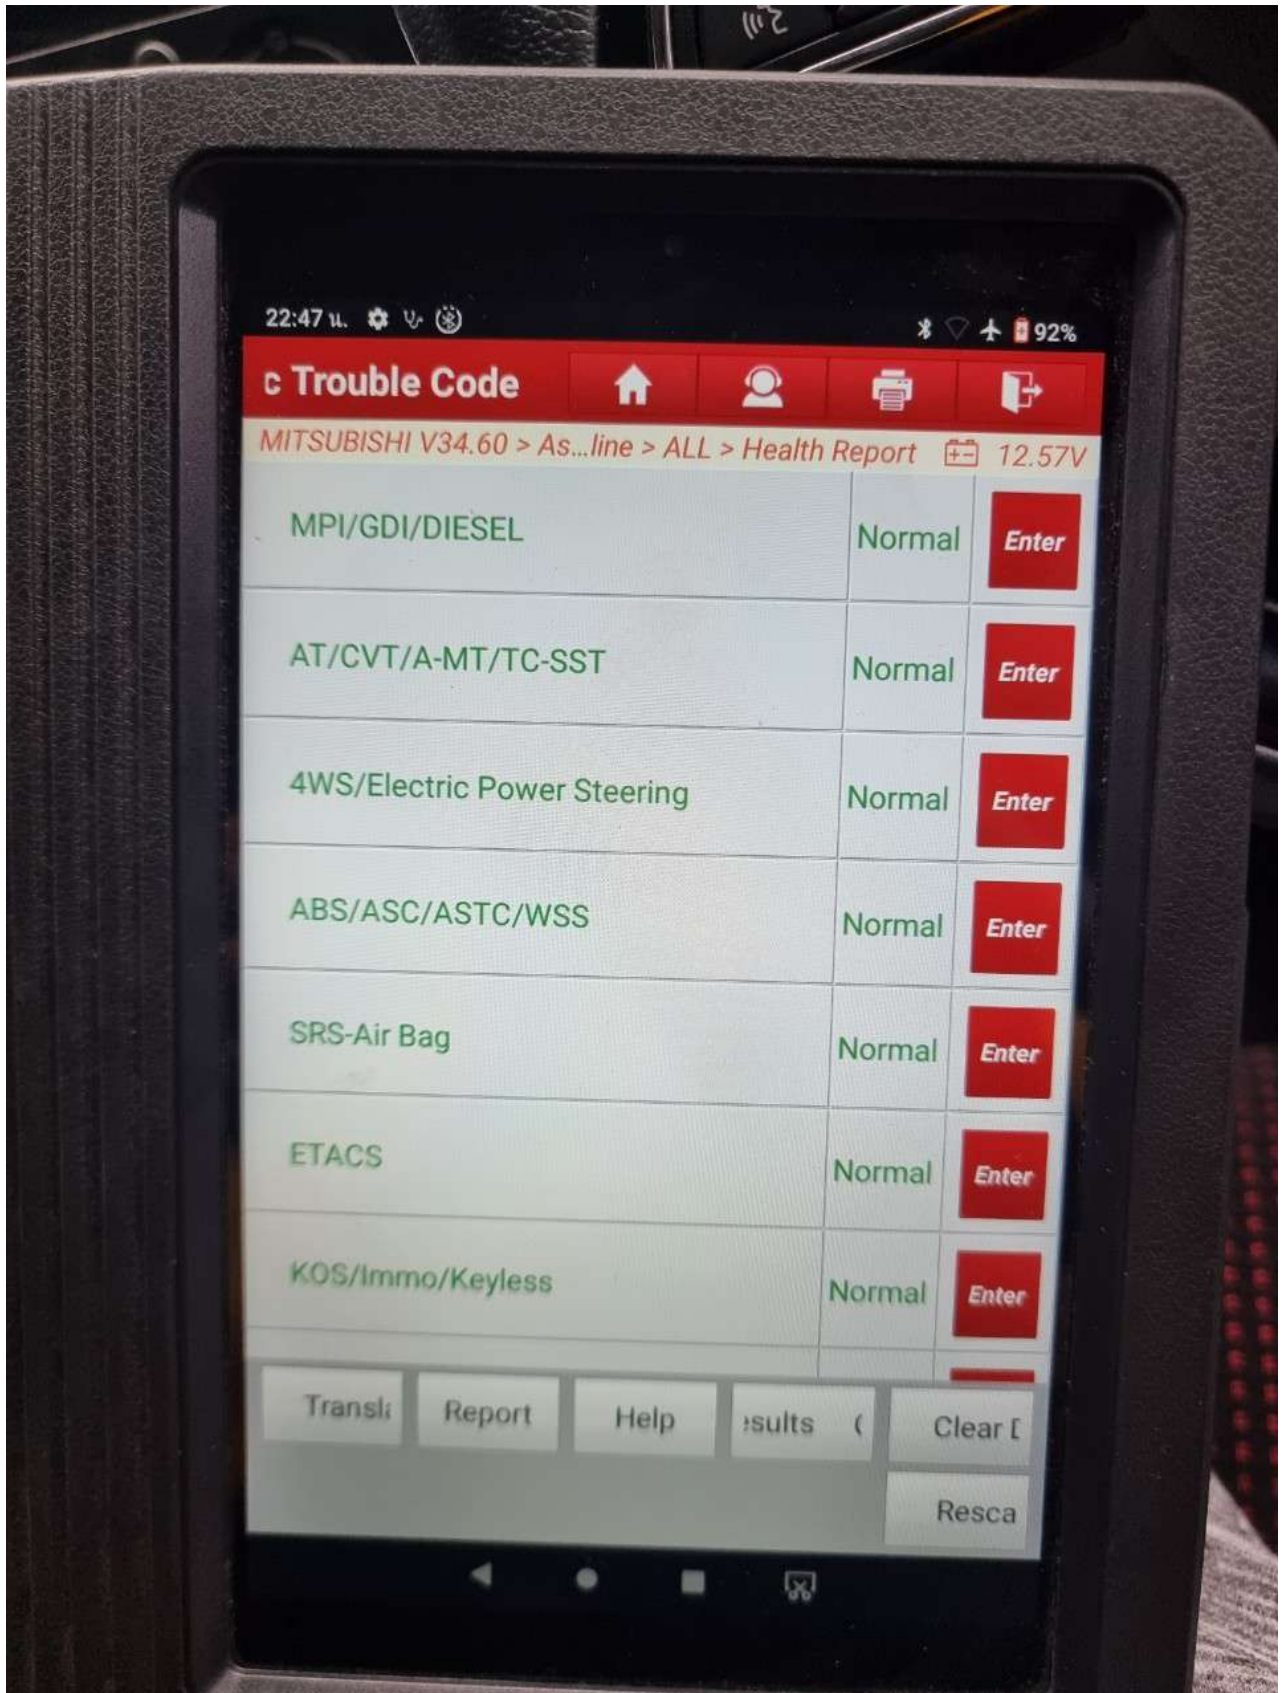 22:47 น.
92%
c Trouble Code
MITSUBISHI V34.60 > As...line > ALL > Health Report 12.57V
MPI/GDI/DIESEL Normal Enter
AT/CVT/A-MT/TC-SST Normal Enter
4WS/Electric Power Steering Normal Enter
ABS/ASC/ASTC/WSS Normal Enter
SRS-Air Bag Normal Enter
ETACS Normal Enter
KOS/Immo/Keyless Normal Enter
Transla Report Help esults C Clear D
Resca